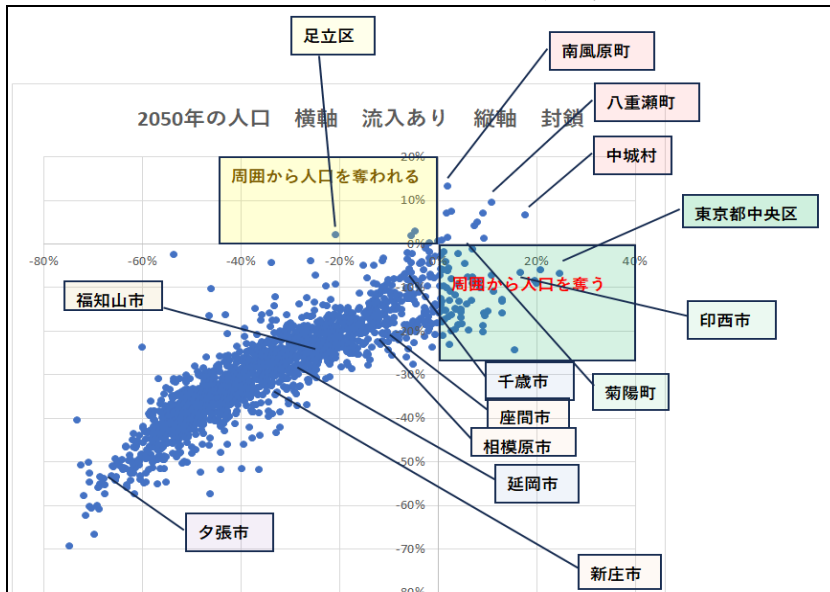 足立区
南風原町
八重瀬町
2050年の人口　横軸　流入あり　縦軸　封鎖
中城村
20%
周囲から人口を奪われる
10%
東京都中央区
0%
-80%
-60%
-40%
-20%
0%
20%
40%
周囲から人口を奪う
-10%
福知山市
印西市
-20%
千歳市
菊陽町
-30%
座間市
-40%
相模原市
-50%
延岡市
-60%
夕張市
-70%
新庄市
-80%